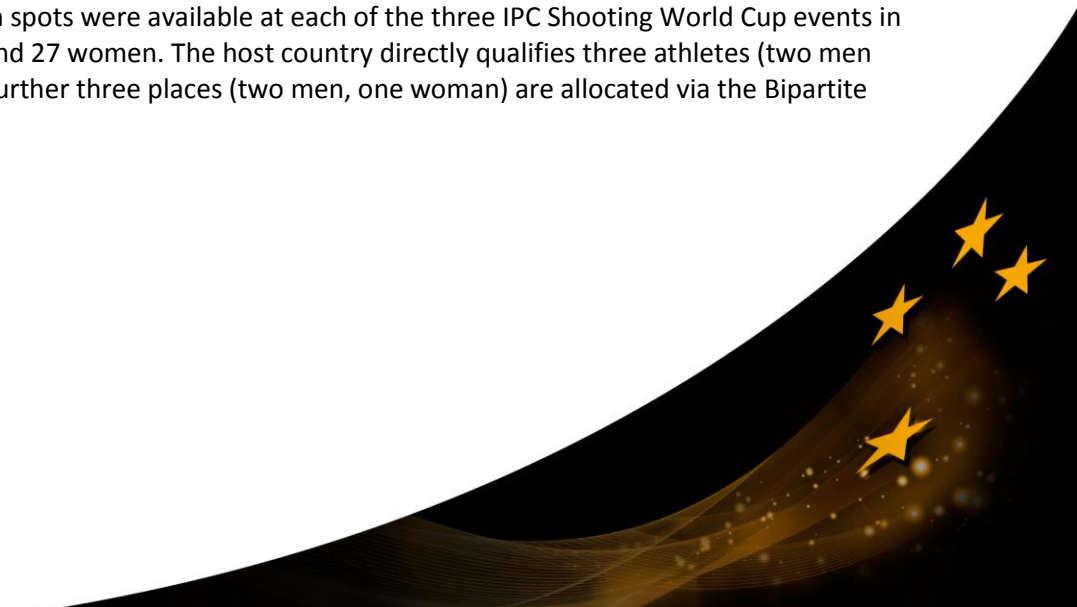 spots were available at each of the three IPC Shooting World Cup events in
nd 27 women. The host country directly qualifies three athletes (two men
urther three places (two men, one woman) are allocated via the Bipartite